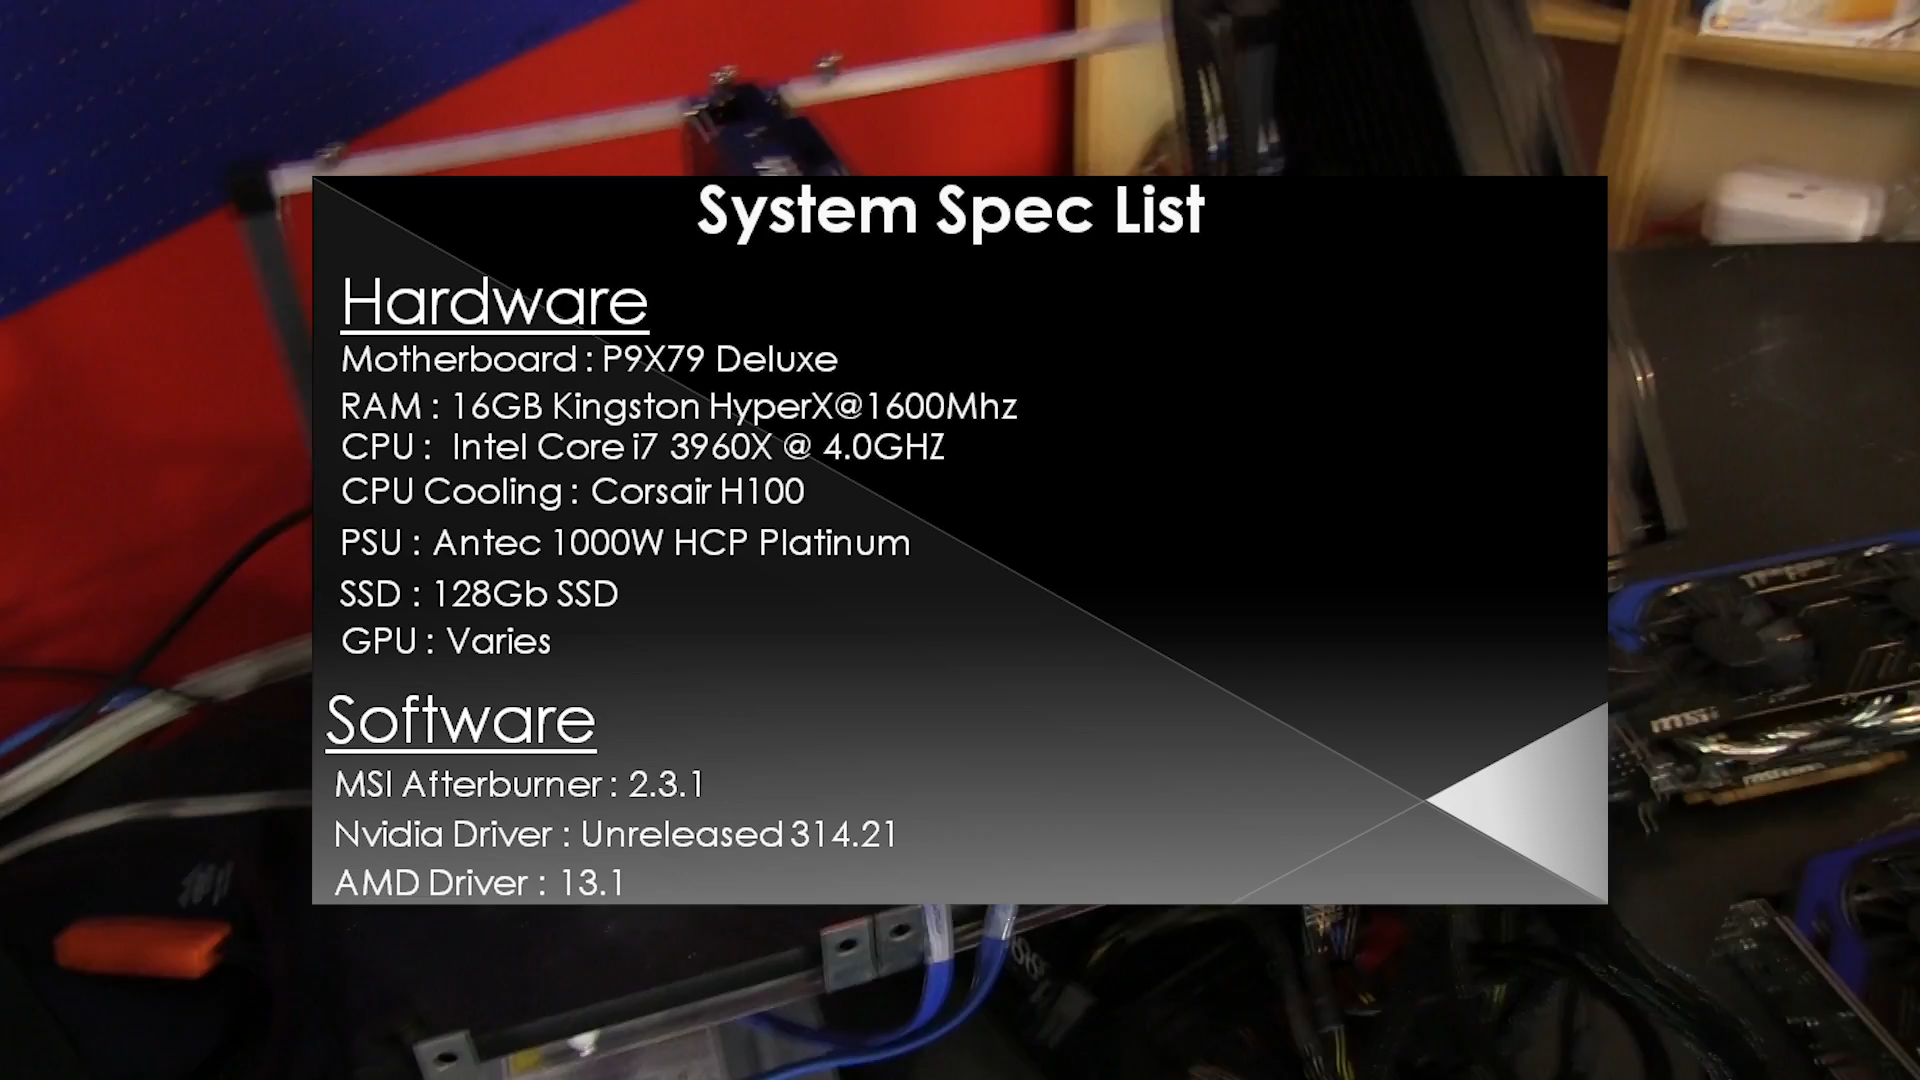 System Spec List
Hardware
Motherboard : P9X79 Deluxe
RAM : 16GB Kingston HyperX@1600Mhz
CPU : Intel Core i7 3960X @ 4.0GHZ
CPU Cooling : Corsair H100
PSU : Antec 1000W HCP Platinum
SSD : 128Gb SSD
GPU : Varies
msi
Software
MSI Afterburner : 2.3.1
Nvidia Driver : Unreleased 314.21
AMD Driver : 13.1